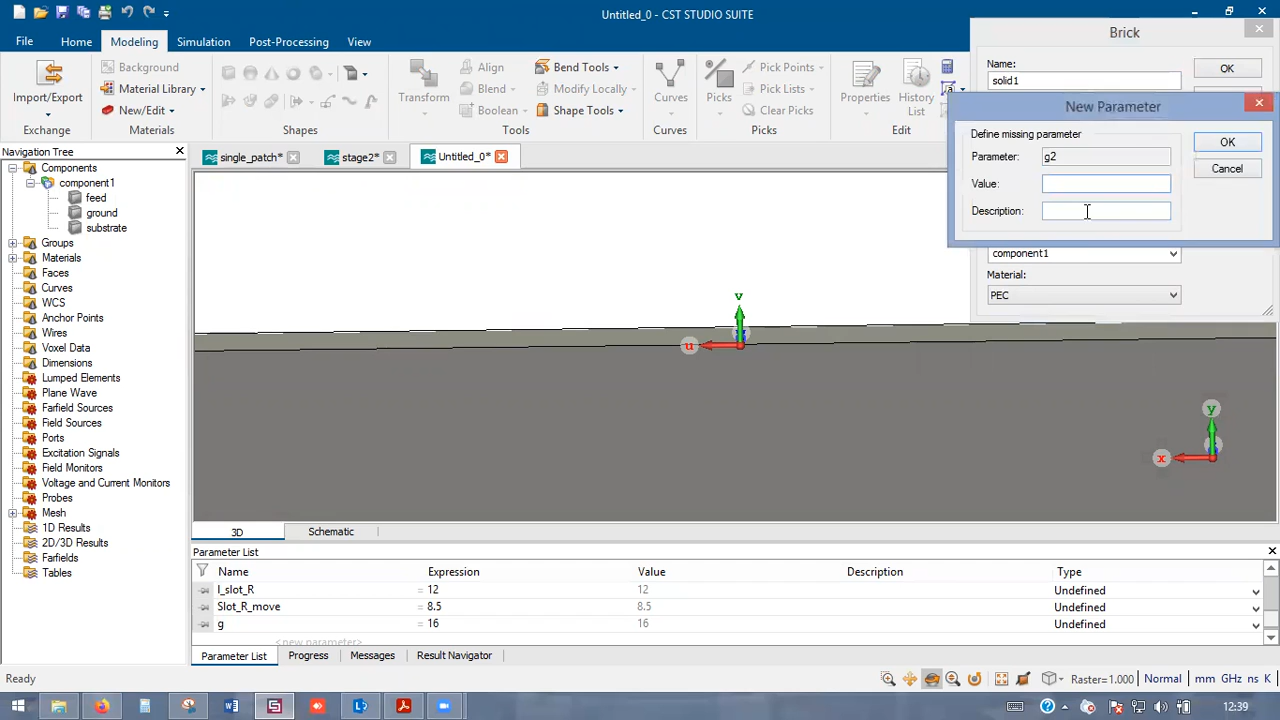 Untitled_0 - CST STUDIO SUITE
File
Home
Modeling
Simulation
Post-Processing
View
Import/Export
Exchange
Background
Material Library
New/Edit
Materials
Shapes
Transform
Align
Blend
Boolean
Bend Tools
Modify Locally
Shape Tools
Tools
Curves
Curves
Picks
Pick Points
Pick Lists
Clear Picks
Picks
Properties
History
List
Edit
Brick
Name:
solid1
OK
New Parameter
Define missing parameter
Parameter:
g2
Value:
Description:
OK
Cancel
component1
Material:
PEC
Navigation Tree
single_patch*
stage2*
Untitled_0*
Components
component1
feed
ground
substrate
Groups
Materials
Faces
Curves
WCS
Anchor Points
Wires
Voxel Data
Dimensions
Lumped Elements
Plane Wave
Farfield Sources
Field Sources
Ports
Excitation Signals
Field Monitors
Voltage and Current Monitors
Probes
Mesh
1D Results
2D/3D Results
Farfields
Tables
v
u
y
x
3D
Schematic
Parameter List
Name Expression Value Description Type
l_slot_R = 12 12 Undefined
Slot_R_move = 8.5 8.5 Undefined
g = 16 16 Undefined
<new parameter>
Parameter List
Progress
Messages
Result Navigator
Ready
Raster=1.000 Normal mm GHz ns K
12:39